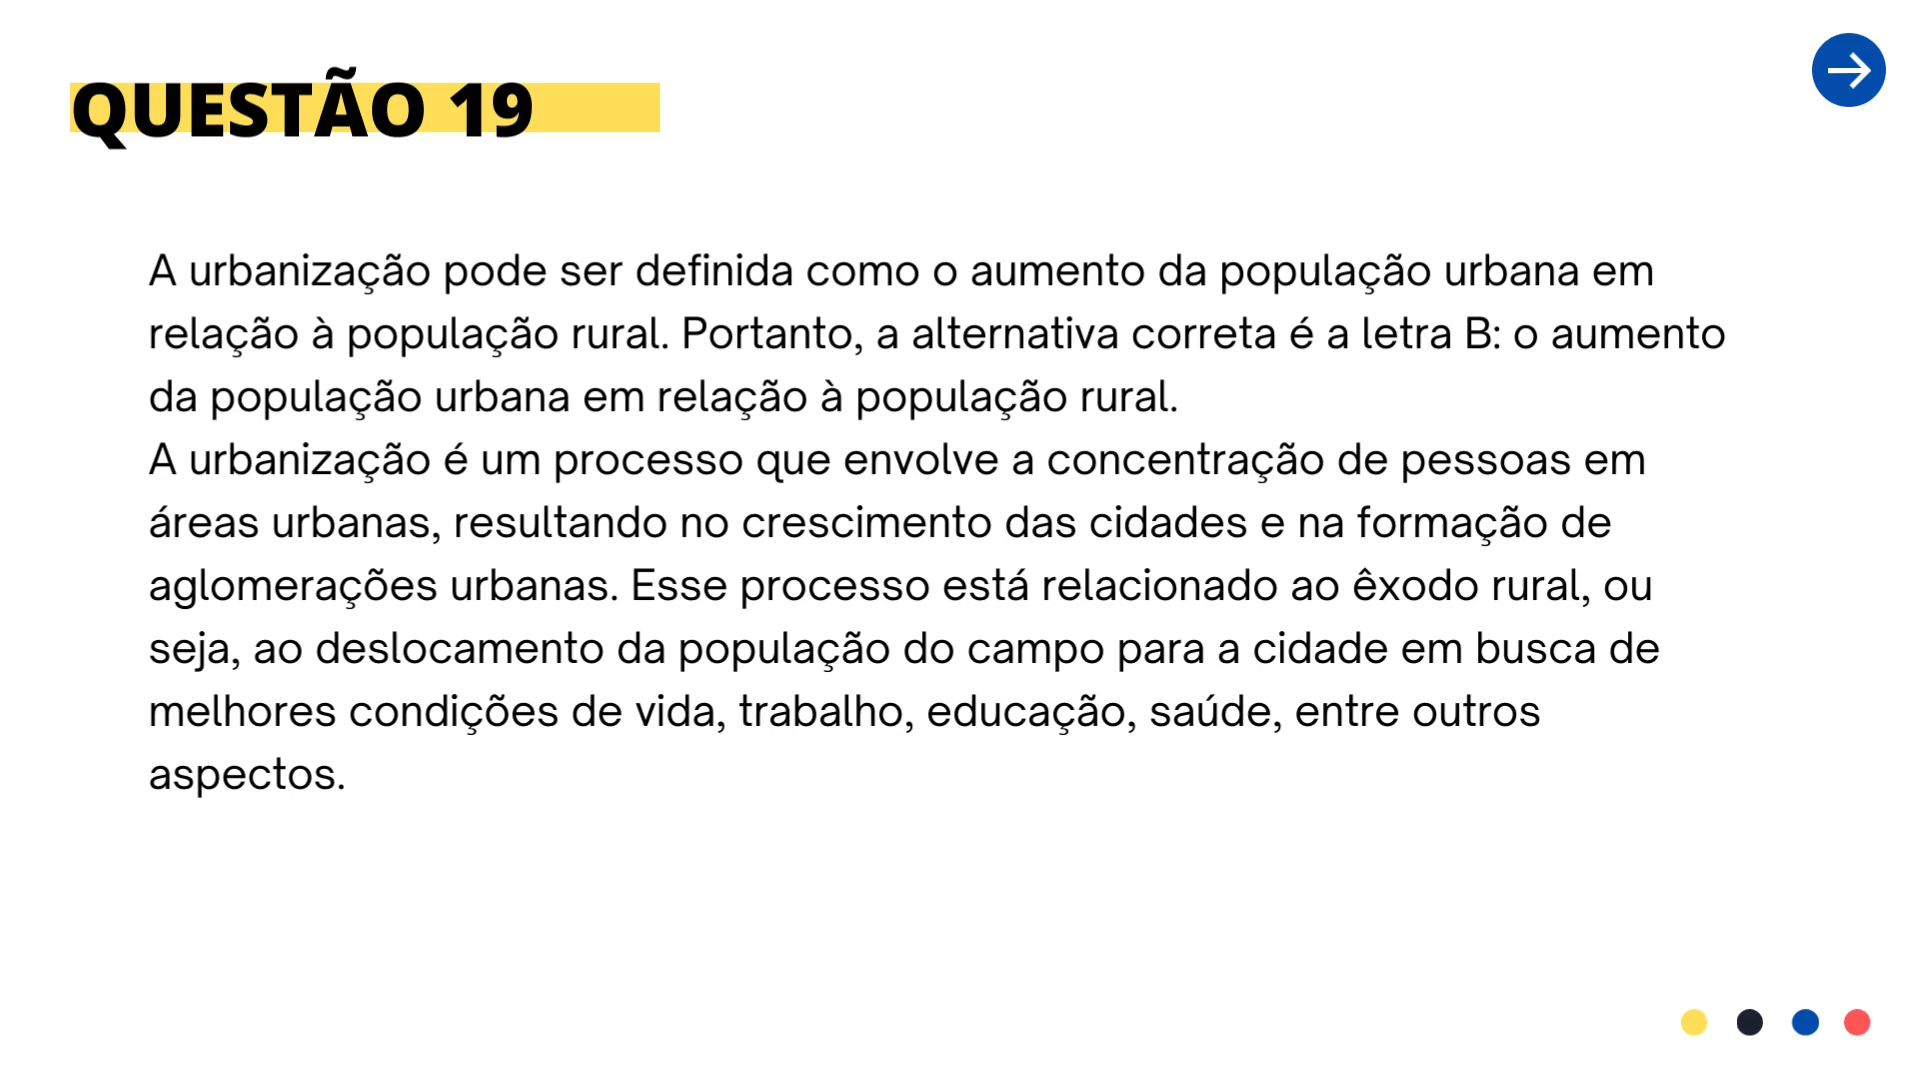 QUESTÃO 19
A urbanização pode ser definida como o aumento da população urbana em
relação à população rural. Portanto, a alternativa correta é a letra B: o aumento
da população urbana em relação à população rural.
A urbanização é um processo que envolve a concentração de pessoas em
áreas urbanas, resultando no crescimento das cidades e na formação de
aglomerações urbanas. Esse processo está relacionado ao êxodo rural, ou
seja, ao deslocamento da população do campo para a cidade em busca de
melhores condições de vida, trabalho, educação, saúde, entre outros
aspectos.